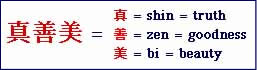 真善美 =
真 = shin = truth
善 = zen = goodness
美 = bi = beauty